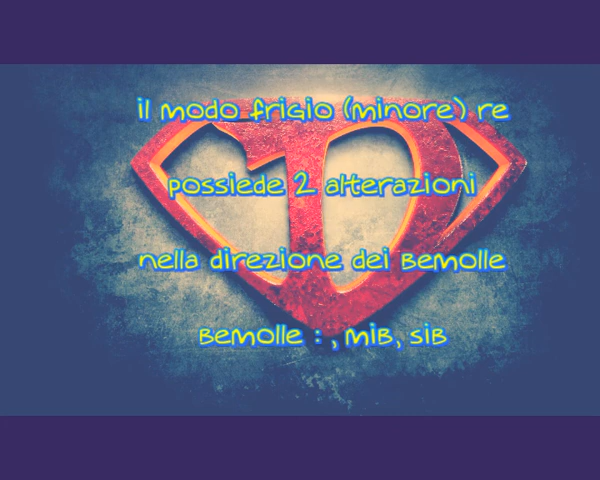 il modo frigio (minore) re
possiede 2 alterazioni
nella direzione dei Bemolle
Bemolle : , miB, siB
D